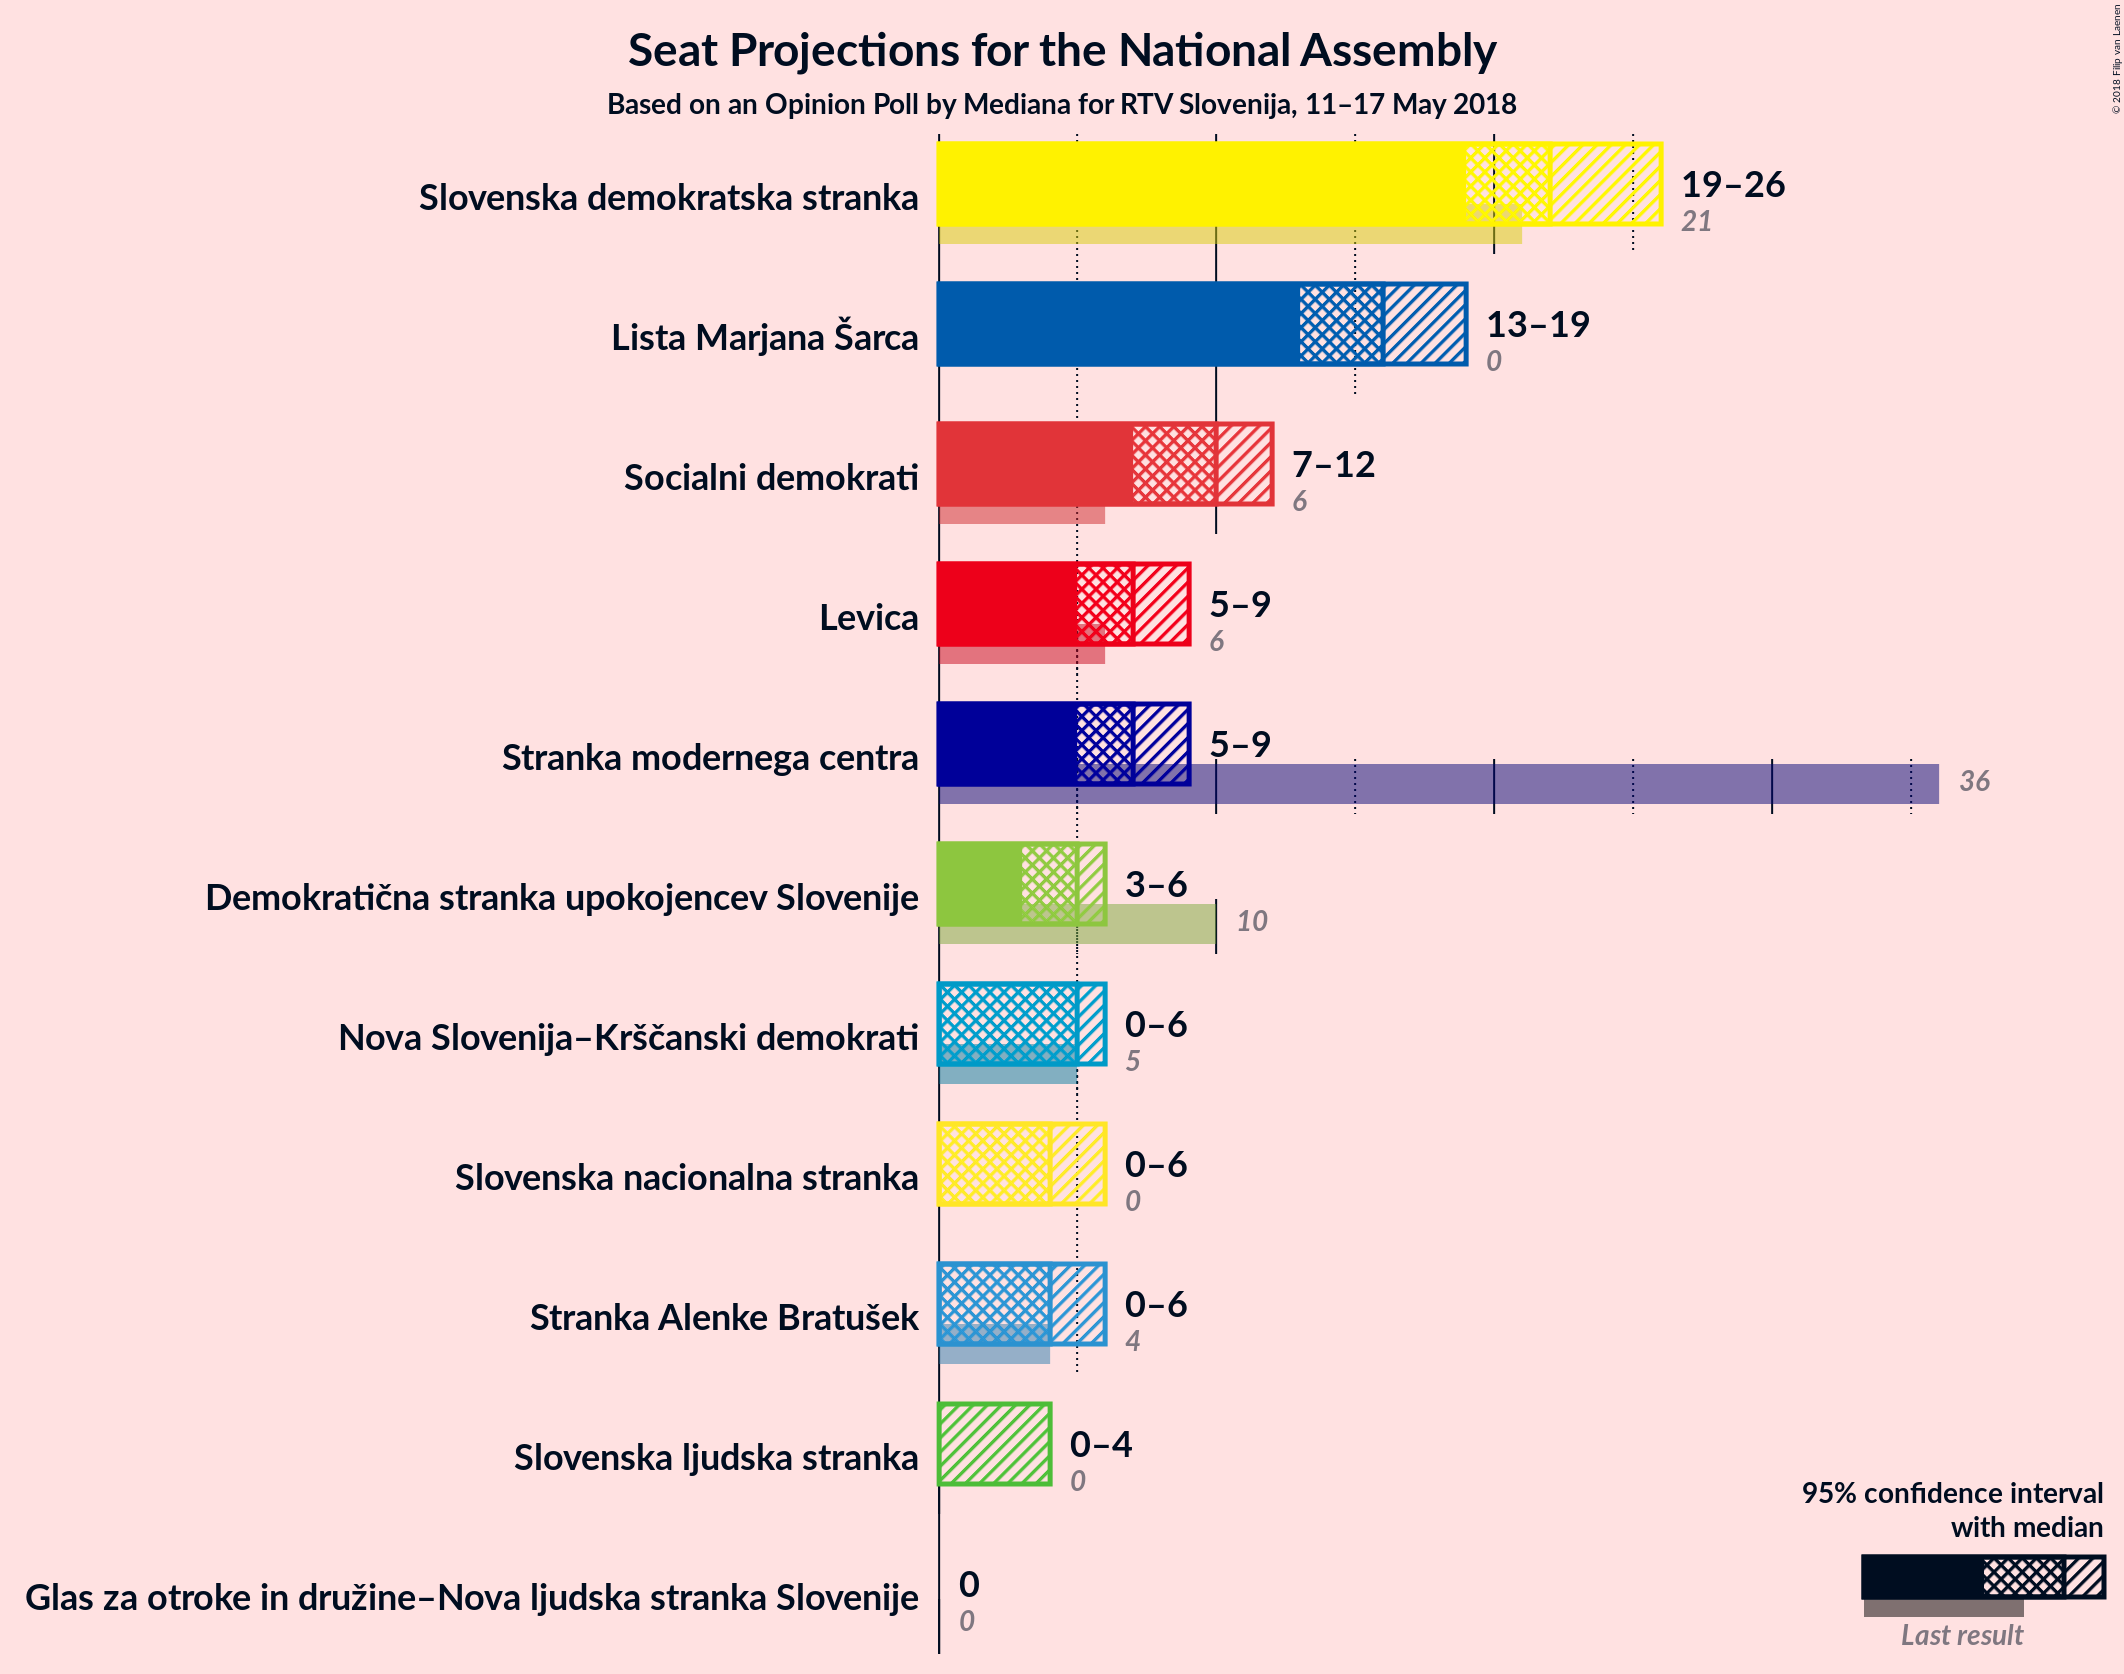 Seat Projections for the National Assembly
Based on an Opinion Poll by Mediana for RTV Slovenija, 11–17 May 2018
© 2018 Filip van Laenen
Slovenska demokratska stranka
19–26
21
Lista Marjana Šarca
13–19
0
Socialni demokrati
7–12
6
Levica
5–9
6
Stranka modernega centra
5–9
36
Demokratična stranka upokojencev Slovenije
3–6
10
Nova Slovenija–Krščanski demokrati
0–6
5
Slovenska nacionalna stranka
0–6
0
Stranka Alenke Bratušek
0–6
4
Slovenska ljudska stranka
0–4
0
Glas za otroke in družine–Nova ljudska stranka Slovenije
0
0
95% confidence interval
with median
Last result